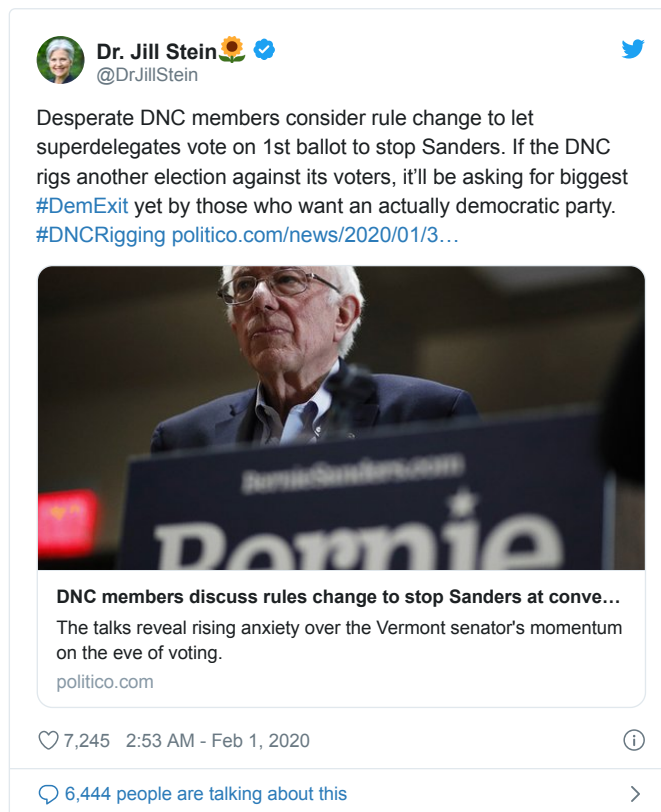 Dr. Jill Stein🌻
@DrJillStein
Desperate DNC members consider rule change to let
superdelegates vote on 1st ballot to stop Sanders. If the DNC
rigs another election against its voters, it'll be asking for biggest
#DemExit yet by those who want an actually democratic party.
#DNCRigging politico.com/news/2020/01/3…
BernieSanders.com
Bernie
DNC members discuss rules change to stop Sanders at conve…
The talks reveal rising anxiety over the Vermont senator's momentum
on the eve of voting.
politico.com
7,245 2:53 AM - Feb 1, 2020
6,444 people are talking about this